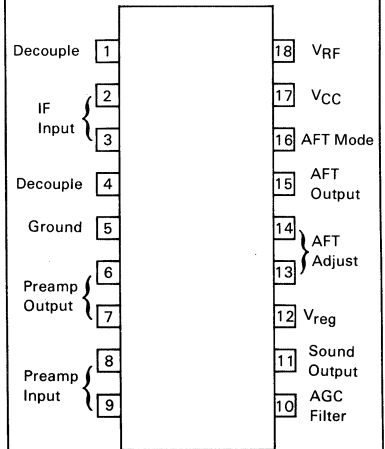 Decouple 1
IF
Input
2
3
Decouple 4
Ground 5
Preamp
Output
6
7
Preamp
Input
8
9
18 VRF
17 VCC
16 AFT Mode
15 AFT
Output
14
13
AFT
Adjust
12 Vreg
11 Sound
Output
10 AGC
Filter